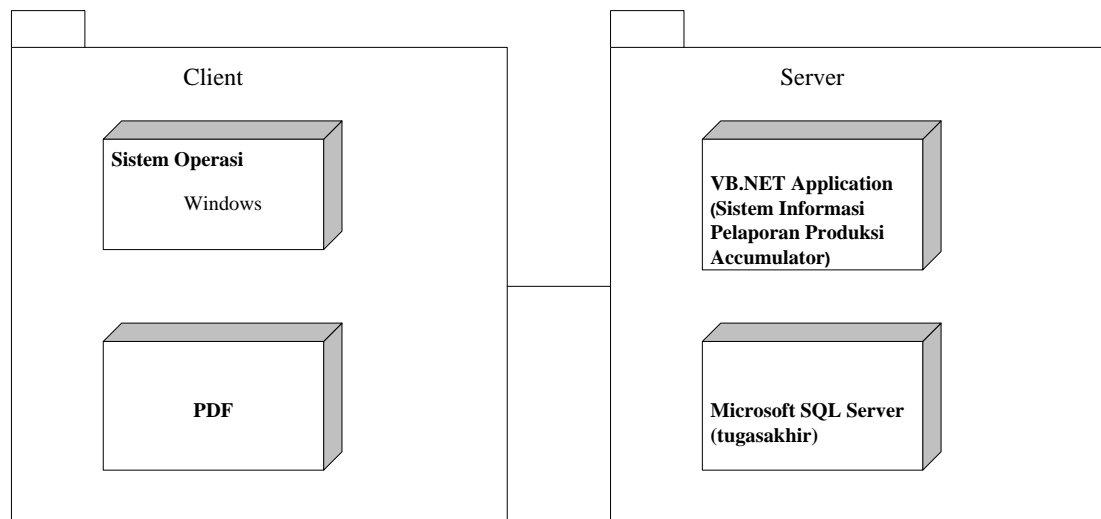 Client
Sistem Operasi
Windows
PDF
Server
VB.NET Application
(Sistem Informasi
Pelaporan Produksi
Accumulator)
Microsoft SQL Server
(tugasakhir)